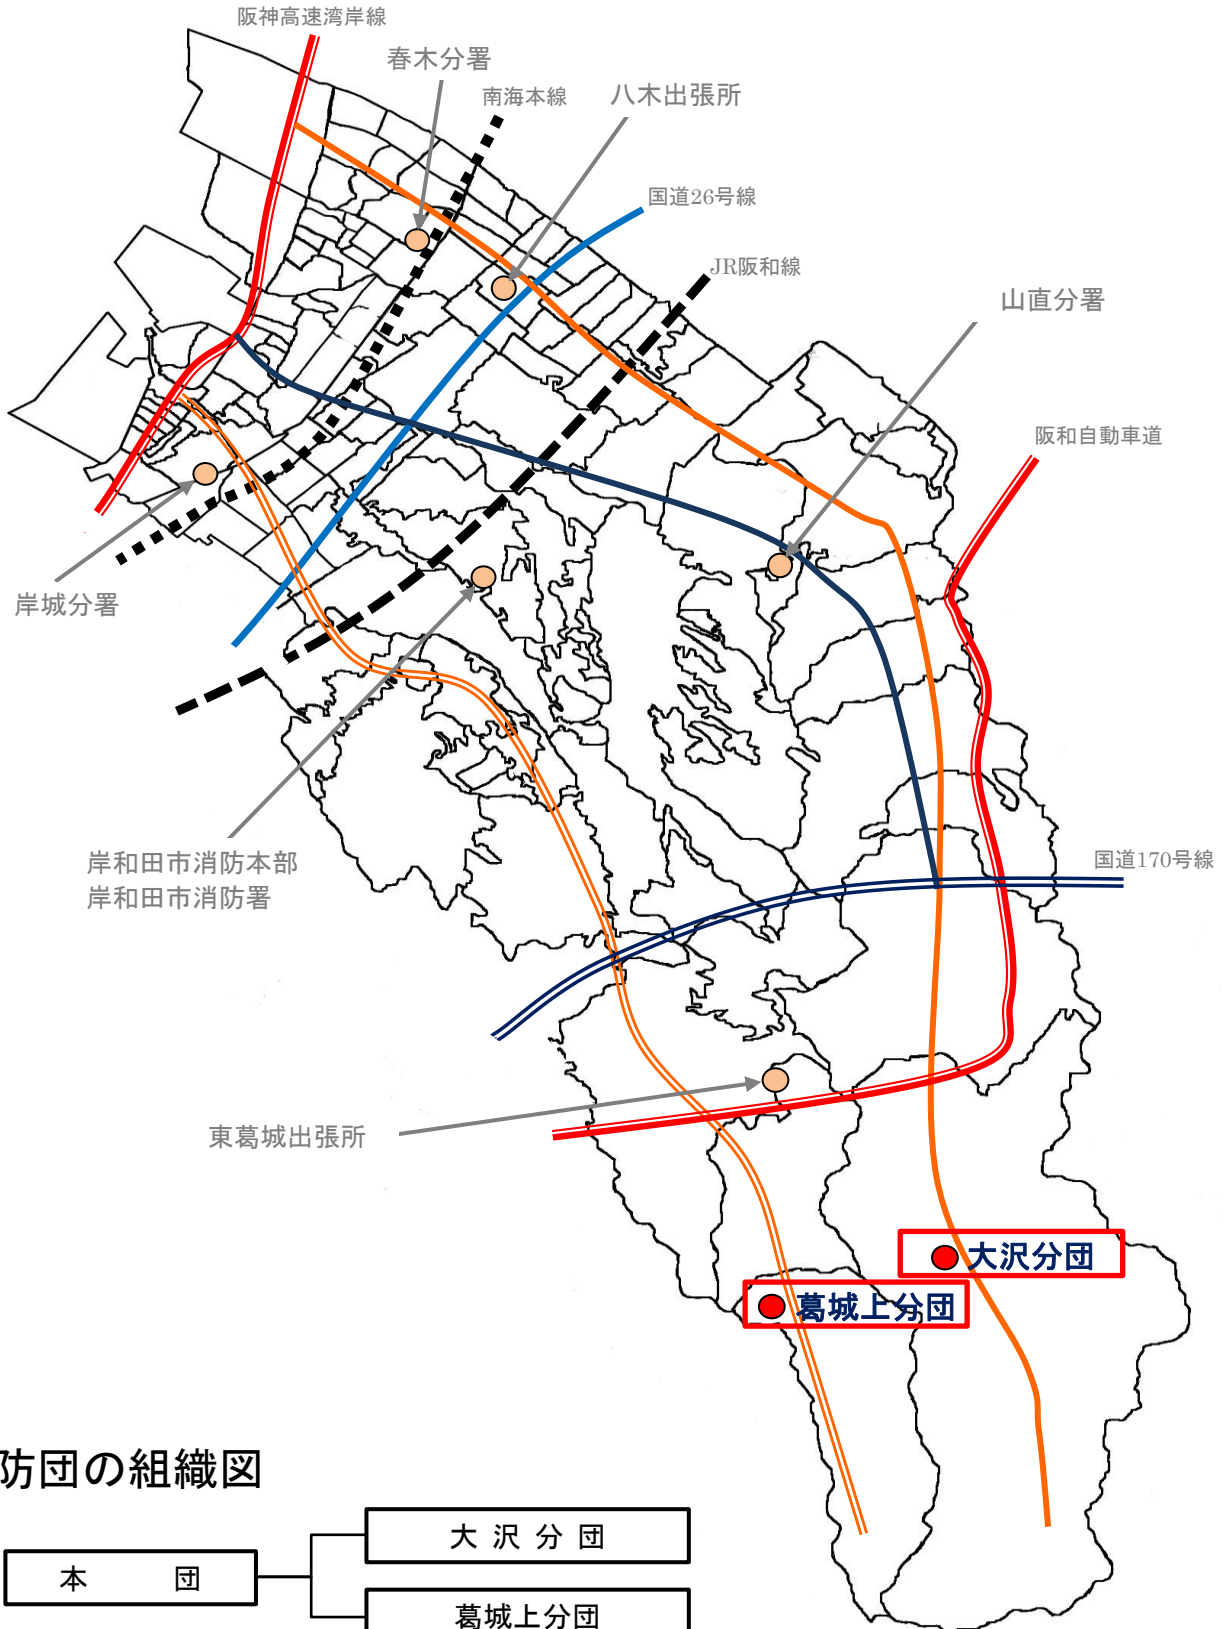 阪神高速湾岸線
春木分署
南海本線
八木出張所
国道26号線
JR阪和線
山直分署
阪和自動車道
岸城分署
岸和田市消防本部
岸和田市消防署
国道170号線
東葛城出張所
大沢分団
葛城上分団
防団の組織図
大沢分団
本 団
葛城上分団